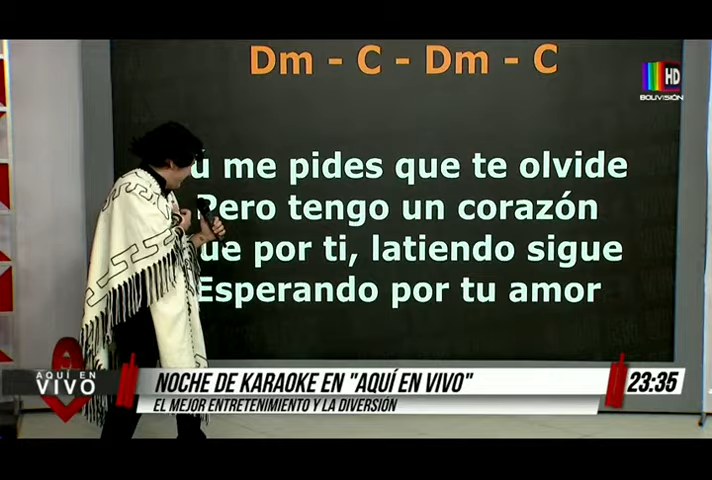 Dm - C - Dm - C
HD
BOLIVISIÓN
u me pides que te olvide
Pero tengo un corazón
ue por ti, latiendo sigue
Esperando por tu amor
AQUÍ EN
VIVO
NOCHE DE KARAOKE EN "AQUÍ EN VIVO"
EL MEJOR ENTRETENIMIENTO Y LA DIVERSIÓN
23:35